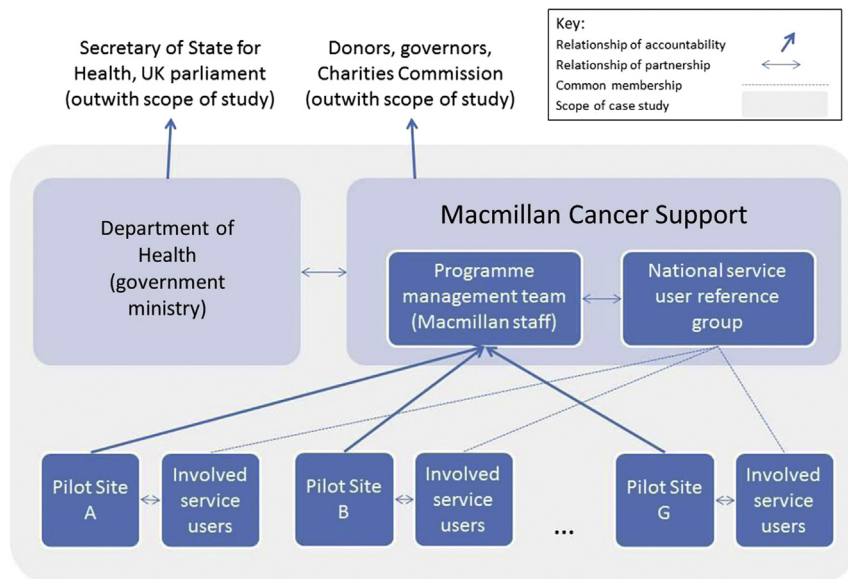 Key:
Relationship of accountability
Relationship of partnership
Common membership
Scope of case study
Secretary of State for
Health, UK parliament
(outwith scope of study)
Donors, governors,
Charities Commission
(outwith scope of study)
Department of
Health
(government
ministry)
Macmillan Cancer Support
Programme
management team
(Macmillan staff)
National service
user reference
group
Pilot Site
A
Involved
service
users
Pilot Site
B
Involved
service
users
...
Pilot Site
G
Involved
service
users